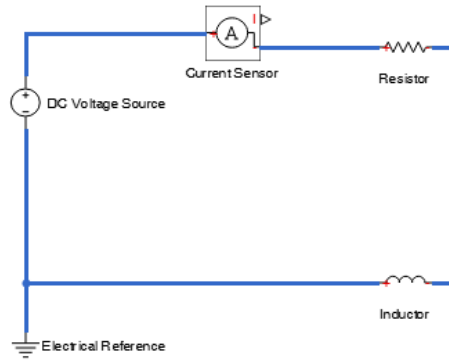 I
A
Current Sensor
Resistor
DC Voltage Source
Inductor
Electrical Reference